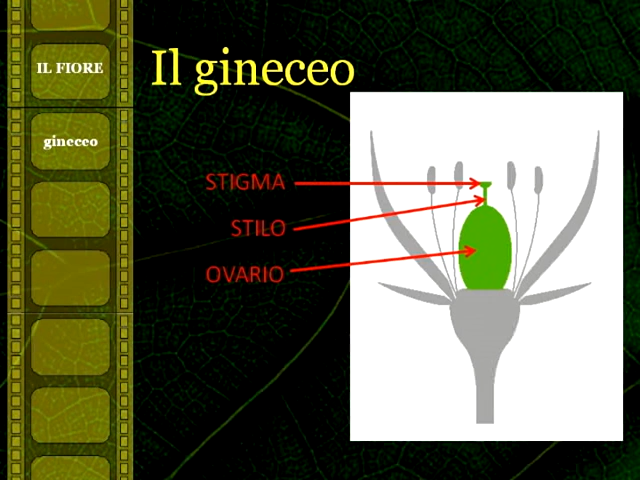 IL FIORE
gineceo
Il gineceo
STIGMA
STILO
OVARIO